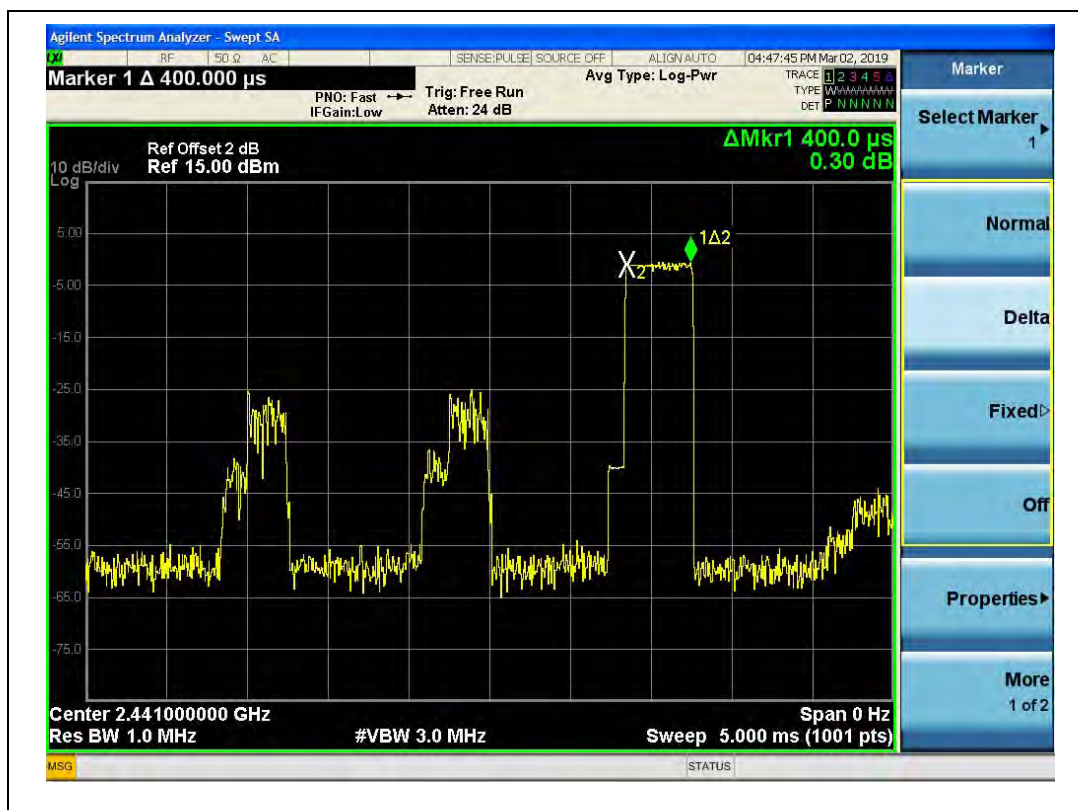 Agilent Spectrum Analyzer - Swept SA
LXI RF 50 Ω AC SENSE:PULSE SOURCE OFF ALIGN AUTO 04:47:45 PM Mar 02, 2019
Marker 1 Δ 400.000 µs
PNO: Fast
IFGain:Low
Trig: Free Run
Atten: 24 dB
Avg Type: Log-Pwr
TRACE 1 2 3 4 5 6
TYPE
DET P N N N N N
ΔMkr1 400.0 µs
0.30 dB
Ref Offset 2 dB
10 dB/div Ref 15.00 dBm
Log
5.00
-5.00
-15.0
-25.0
-35.0
-45.0
-55.0
-65.0
-75.0
1Δ2
X2
Center 2.441000000 GHz Span 0 Hz
Res BW 1.0 MHz #VBW 3.0 MHz Sweep 5.000 ms (1001 pts)
MSG STATUS
Marker
Select Marker
1
Normal
Delta
Fixed
Off
Properties
More
1 of 2